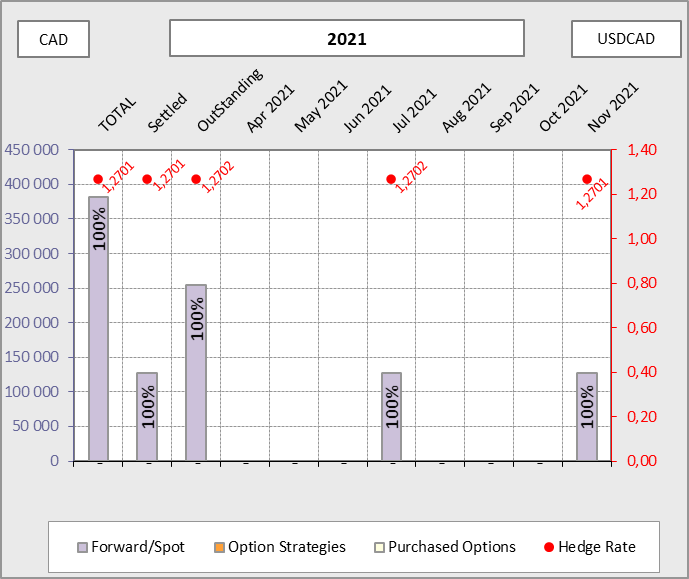 CAD
2021
USDCAD
TOTAL
Settled
OutStanding
Apr 2021
May 2021
Jun 2021
Jul 2021
Aug 2021
Sep 2021
Oct 2021
Nov 2021
450 000
400 000
350 000
300 000
250 000
200 000
150 000
100 000
50 000
0
1,2701
1,2701
1,2702
1,2702
1,2701
100%
100%
100%
100%
100%
1,40
1,20
1,00
0,80
0,60
0,40
0,20
0,00
- - - - - - - - - -
Forward/Spot
Option Strategies
Purchased Options
Hedge Rate